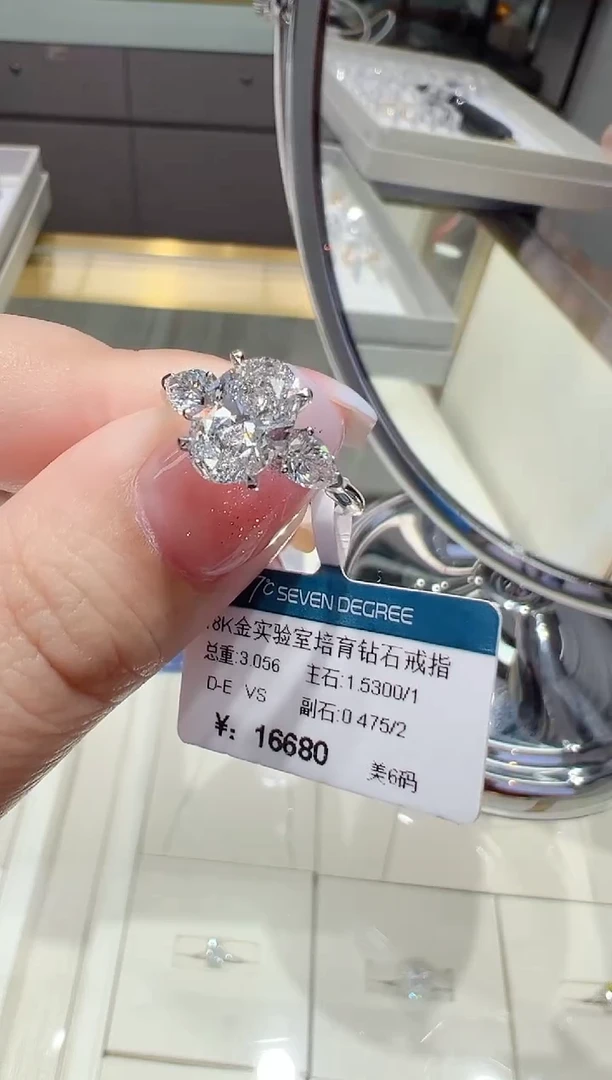 7°C SEVEN DEGREE
.8K金实验室培育钻石戒指
总重:3.056 主石:1.5300/1
D-E VS 副石:0.475/2
¥: 16680 美6码